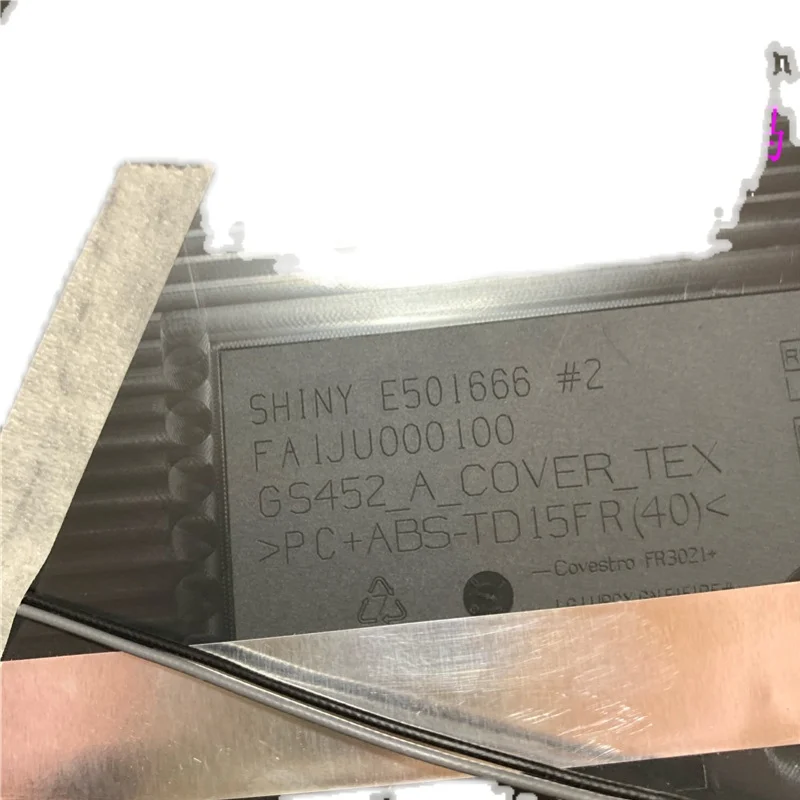 SHINY E501666 #2
FA1JU000100
GS452_A_COVER_TEX
>PC+ABS-TD15FR(40)<
—Covestro FR3021+